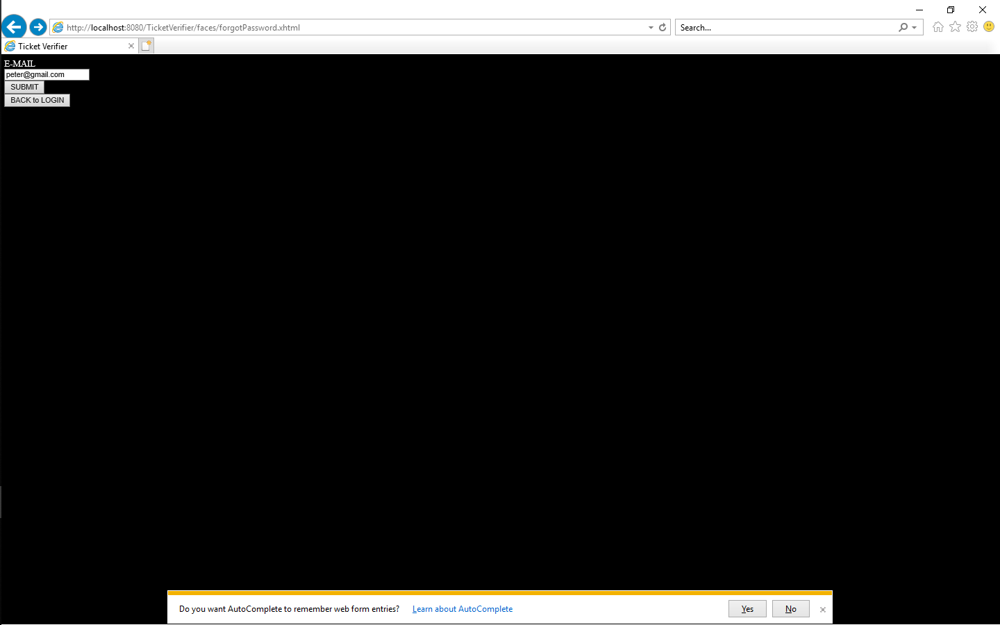 http://localhost:8080/TicketVerifier/faces/forgotPassword.xhtml
Search...
Ticket Verifier
E-MAIL
peter@gmail.com
SUBMIT
BACK to LOGIN
Do you want AutoComplete to remember web form entries? Learn about AutoComplete Yes No